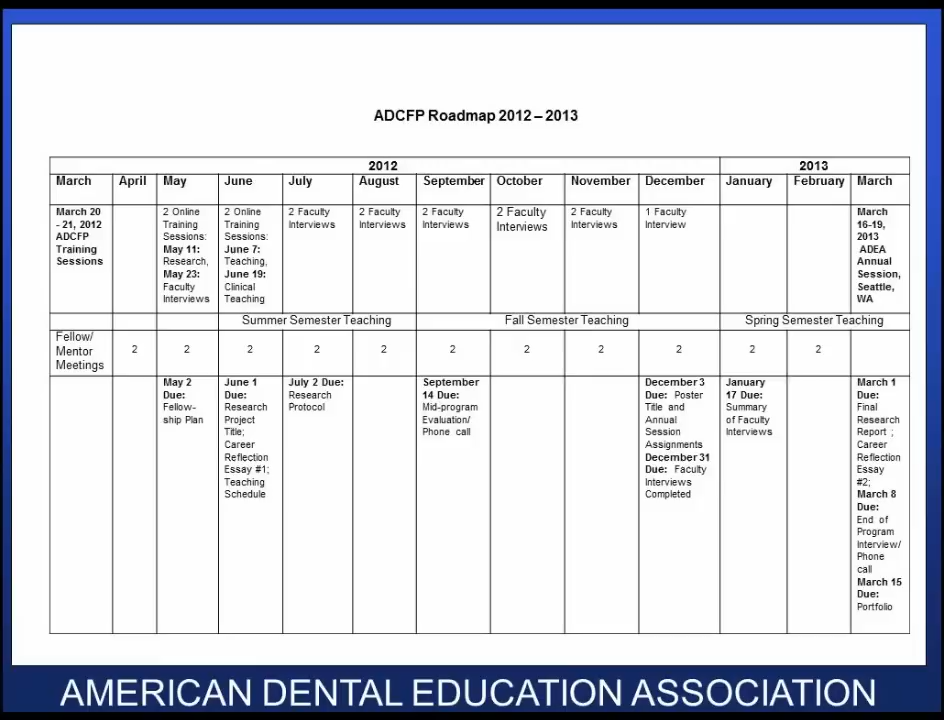 ADCFP Roadmap 2012 – 2013
2012 2013
March April May June July August September October November December January February March
March 20
- 21, 2012
ADCFP
Training
Sessions
2 Online
Training
Sessions:
May 11:
Research,
May 23:
Faculty
Interviews
2 Online
Training
Sessions:
June 7:
Teaching,
June 19:
Clinical
Teaching
2 Faculty
Interviews
2 Faculty
Interviews
2 Faculty
Interviews
2 Faculty
Interviews
2 Faculty
Interviews
1 Faculty
Interview
March
16-19,
2013
ADEA
Annual
Session,
Seattle,
WA
Summer Semester Teaching Fall Semester Teaching Spring Semester Teaching
Fellow/
Mentor
Meetings
2 2 2 2 2 2 2 2 2 2 2
May 2
Due:
Fellow-
ship Plan
June 1
Due:
Research
Project
Title;
Career
Reflection
Essay #1;
Teaching
Schedule
July 2 Due:
Research
Protocol
September
14 Due:
Mid-program
Evaluation/
Phone call
December 3
Due: Poster
Title and
Annual
Session
Assignments
December 31
Due: Faculty
Interviews
Completed
January
17 Due:
Summary
of Faculty
Interviews
March 1
Due:
Final
Research
Report ;
Career
Reflection
Essay
#2;
March 8
Due:
End of
Program
Interview/
Phone
call
March 15
Due:
Portfolio
AMERICAN DENTAL EDUCATION ASSOCIATION